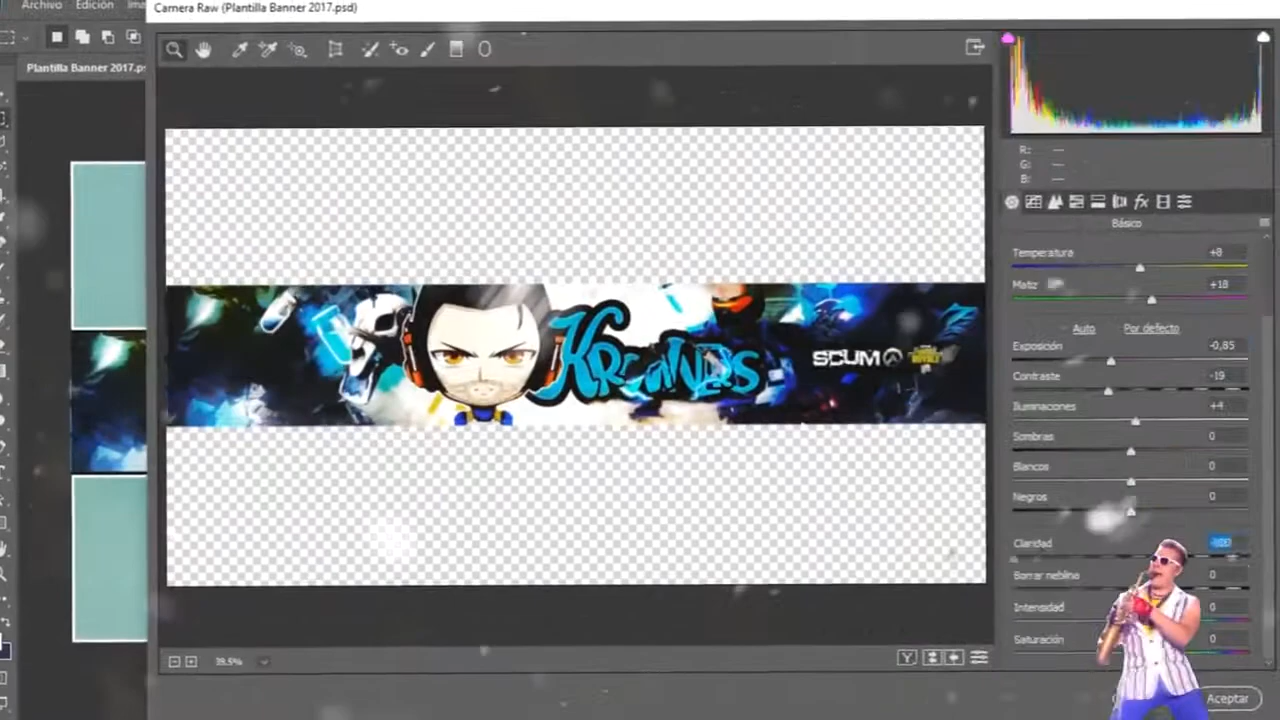 Archivo Edición Ima
Camera Raw (Plantilla Banner 2017.psd)
Plantilla Banner 2017.ps
R: —
G: —
B: —
Básico
Temperatura +8
Matiz +18
Auto Por defecto
Exposición -0,85
Contraste -19
Iluminaciones +4
Sombras 0
Blancos 0
Negros 0
Claridad
Borrar neblina 0
Intensidad 0
Saturación 0
SCUM
39.5%
Aceptar